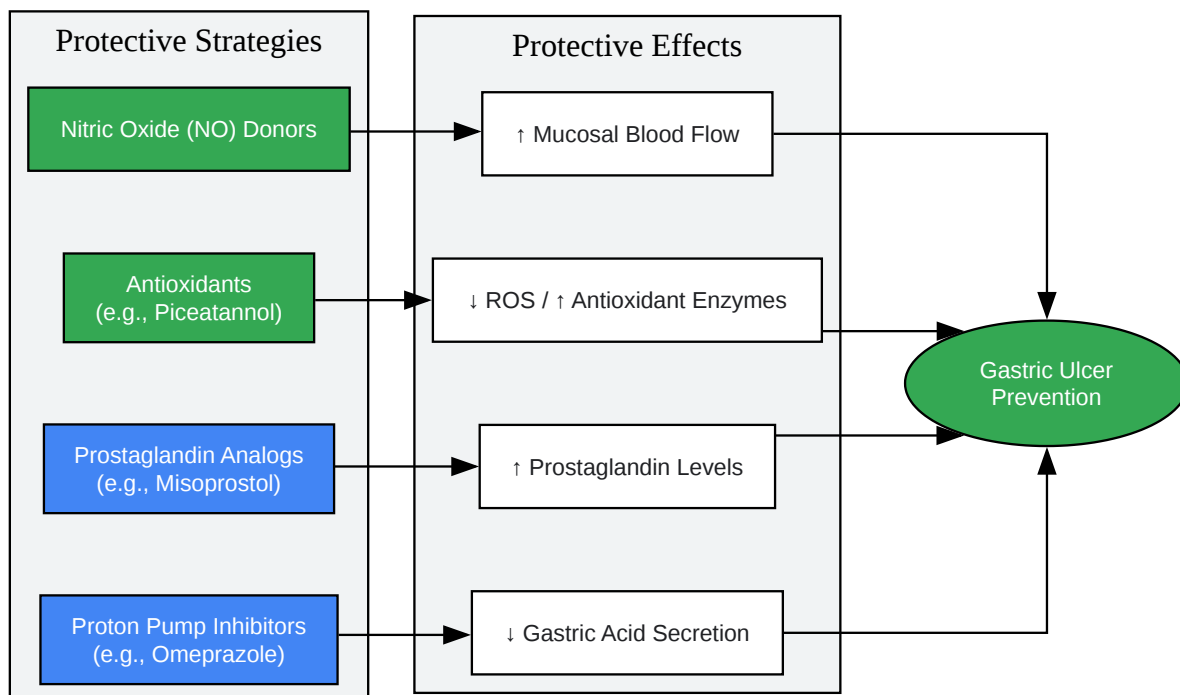 Protective Strategies
Protective Effects
Nitric Oxide (NO) Donors
↑ Mucosal Blood Flow
Antioxidants
(e.g., Piceatannol)
↓ ROS / ↑ Antioxidant Enzymes
Gastric Ulcer
Prevention
Prostaglandin Analogs
(e.g., Misoprostol)
↑ Prostaglandin Levels
Proton Pump Inhibitors
(e.g., Omeprazole)
↓ Gastric Acid Secretion